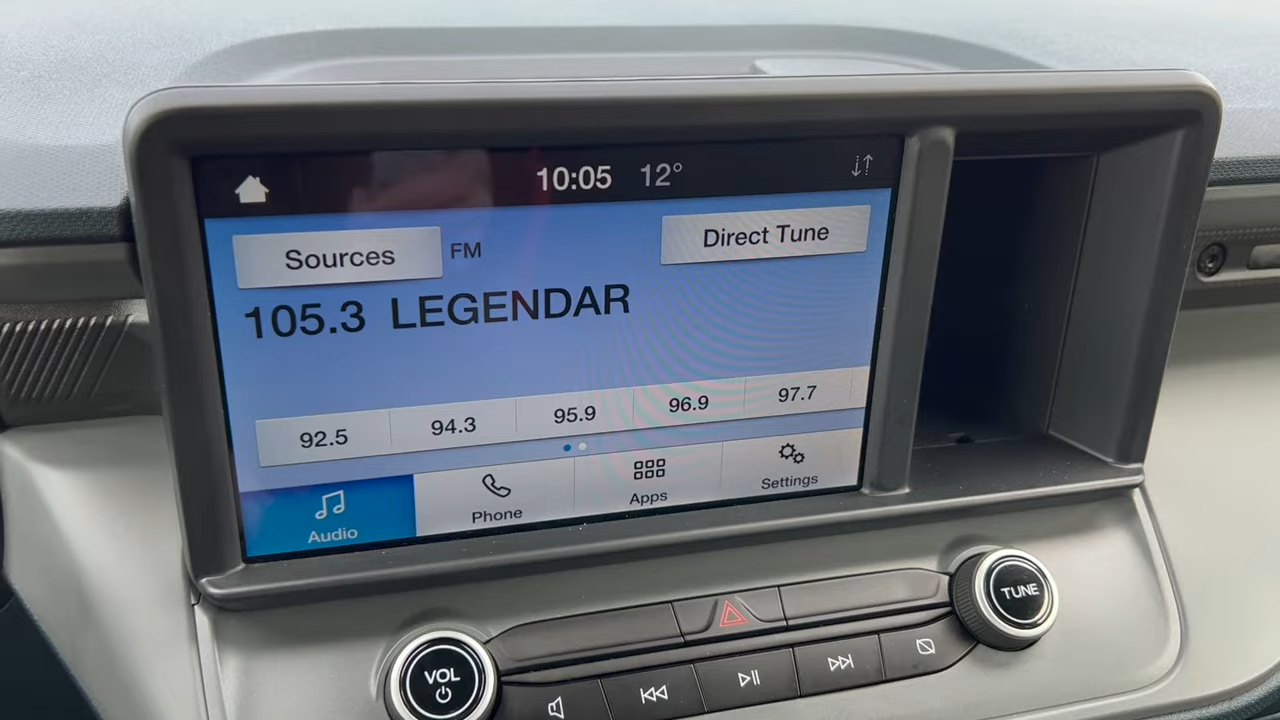 10:05 12°
Sources FM Direct Tune
105.3 LEGENDAR
92.5 94.3 95.9 96.9 97.7
Audio Phone Apps Settings
TUNE
VOL